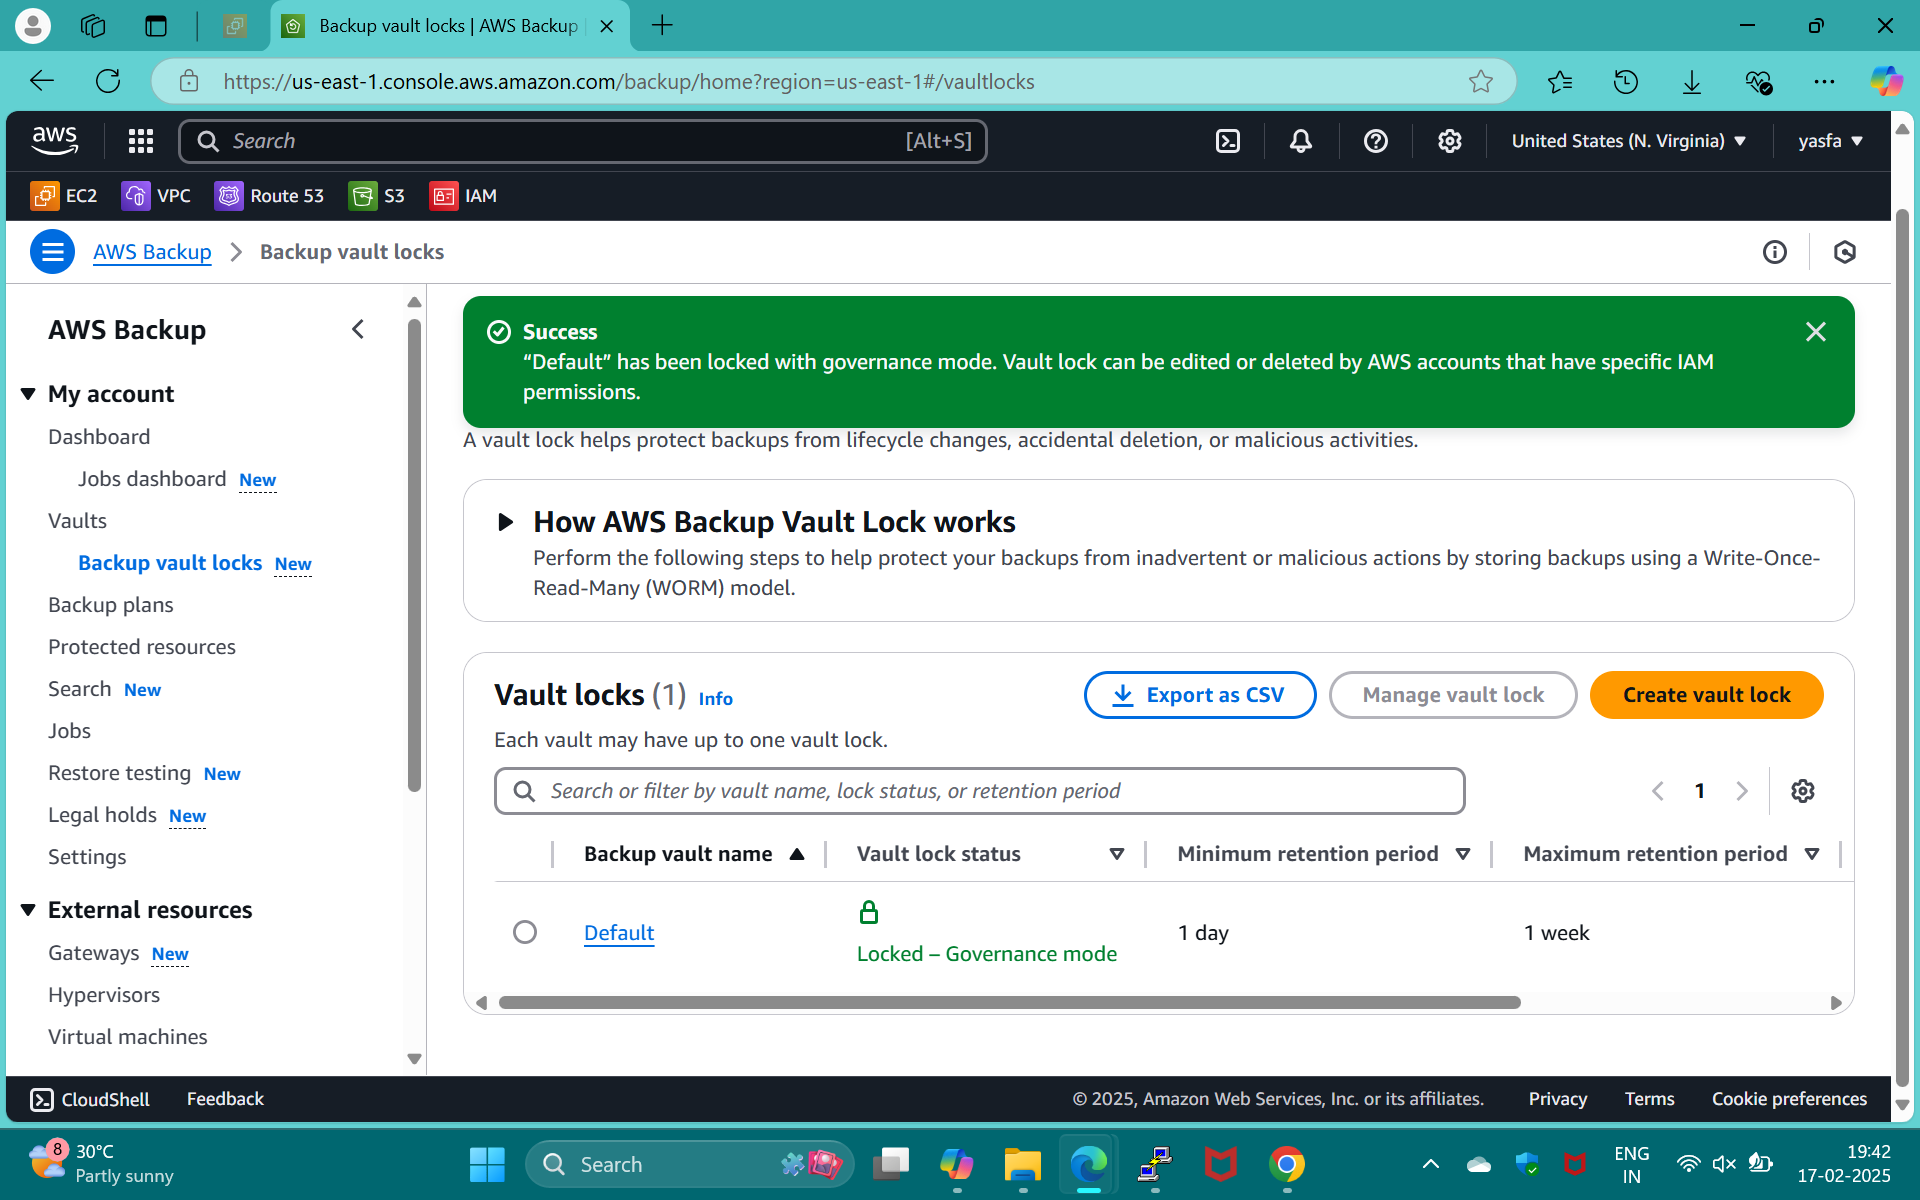 Backup vault locks | AWS Backup
https://us-east-1.console.aws.amazon.com/backup/home?region=us-east-1#/vaultlocks
aws
Search
[Alt+S]
United States (N. Virginia)
yasfa
EC2
VPC
Route 53
S3
IAM
AWS Backup
Backup vault locks
AWS Backup
My account
Dashboard
Jobs dashboard New
Vaults
Backup vault locks New
Backup plans
Protected resources
Search New
Jobs
Restore testing New
Legal holds New
Settings
External resources
Gateways New
Hypervisors
Virtual machines
Success
“Default” has been locked with governance mode. Vault lock can be edited or deleted by AWS accounts that have specific IAM
permissions.
A vault lock helps protect backups from lifecycle changes, accidental deletion, or malicious activities.
How AWS Backup Vault Lock works
Perform the following steps to help protect your backups from inadvertent or malicious actions by storing backups using a Write-Once-
Read-Many (WORM) model.
Vault locks (1) Info
Export as CSV
Manage vault lock
Create vault lock
Each vault may have up to one vault lock.
Search or filter by vault name, lock status, or retention period
1
Backup vault name
Vault lock status
Minimum retention period
Maximum retention period
Default
Locked – Governance mode
1 day
1 week
CloudShell
Feedback
© 2025, Amazon Web Services, Inc. or its affiliates.
Privacy
Terms
Cookie preferences
8
30°C
Partly sunny
Search
ENG
IN
19:42
17-02-2025